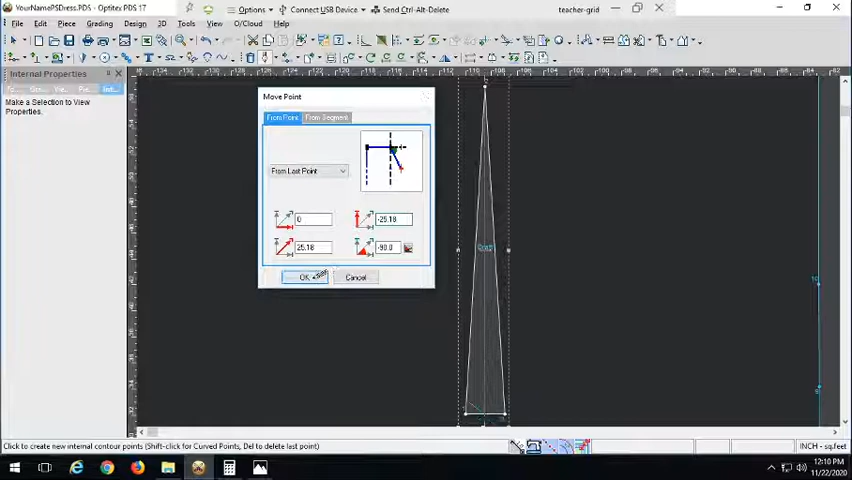 YourNamePSDress.PDS - Optitex PDS 17
Options
Connect USB Device
Send Ctrl-Alt-Delete
teacher-grid
File Piece Grading Design 3D Tools View O/Cloud Help
Internal Properties
Make a Selection to View
Properties.
Move Point
From Point From Segment
From Last Point
0
-25.18
25.18
-90.0
OK Cancel
10
Click to create new internal contour points (Shift-click for Curved Points, Del to delete last point)
INCH - sq.feet
12:10 PM
11/22/2020